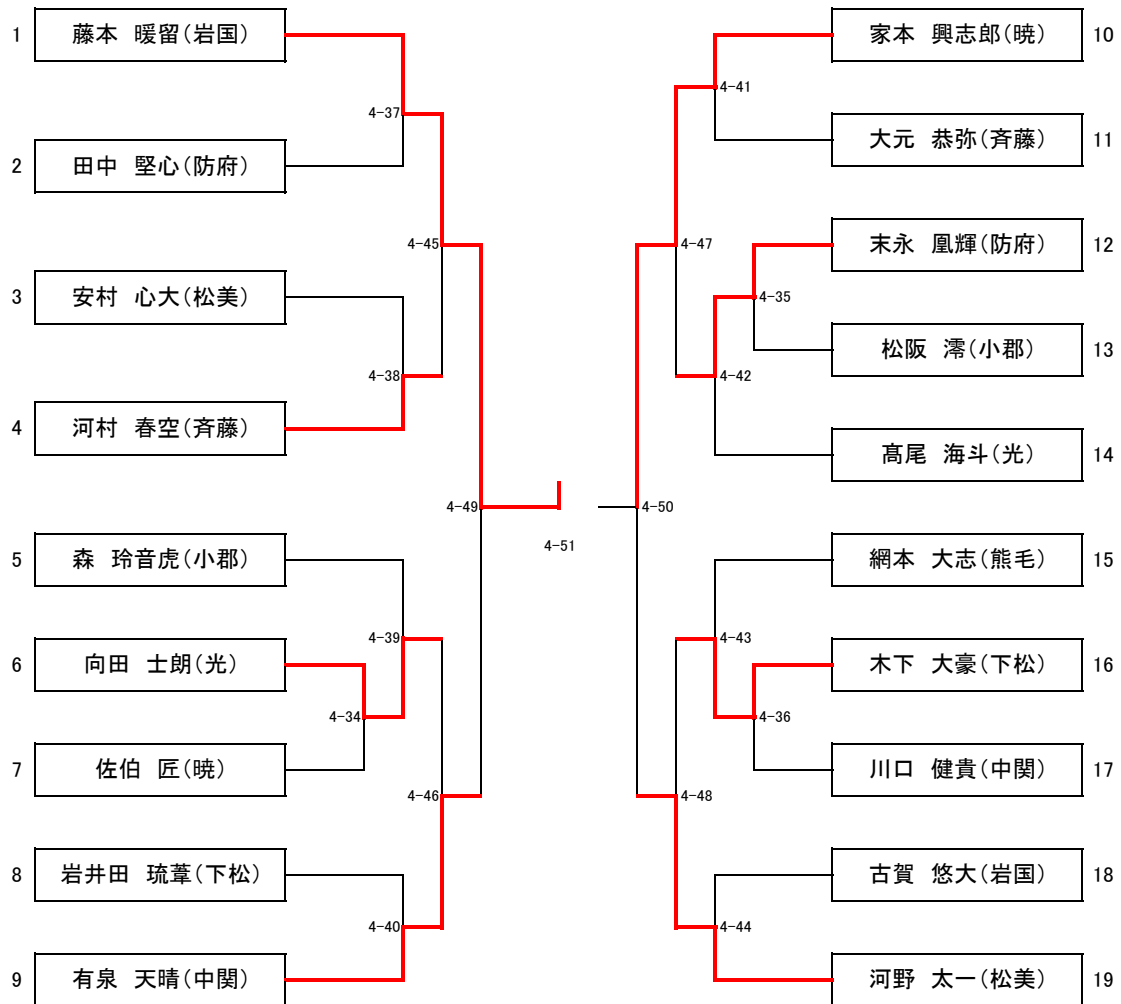 1 藤本 暖留(岩国)
4-37
2 田中 堅心(防府)
4-45
3 安村 心大(松美)
4-38
4 河村 春空(斉藤)
4-49
5 森 玲音虎(小郡)
4-39
6 向田 士朗(光)
4-34
7 佐伯 匠(暁)
4-46
8 岩井田 琉葦(下松)
4-40
9 有泉 天晴(中関)
4-51
家本 興志郎(暁) 10
4-41
大元 恭弥(斉藤) 11
4-47
末永 凰輝(防府) 12
4-35
松阪 澪(小郡) 13
4-42
髙尾 海斗(光) 14
4-50
網本 大志(熊毛) 15
4-43
木下 大豪(下松) 16
4-36
川口 健貴(中関) 17
4-48
古賀 悠大(岩国) 18
4-44
河野 太一(松美) 19